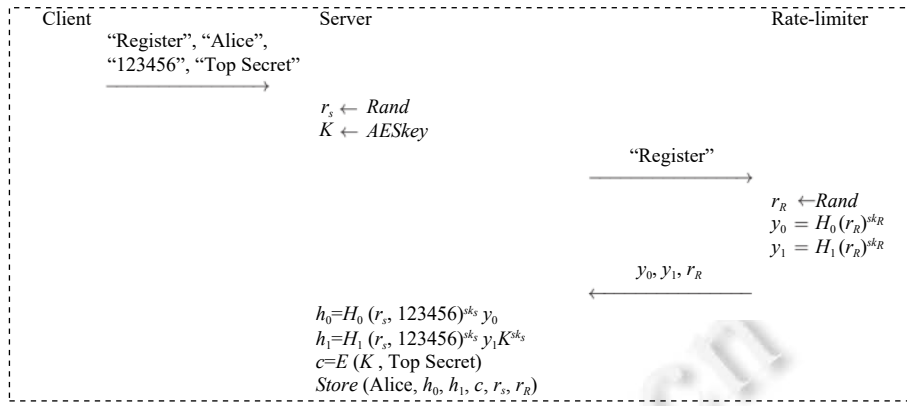 Client Server Rate-limiter
“Register”, “Alice”,
“123456”, “Top Secret”
r_s ← Rand
K ← AESkey
“Register”
r_R ←Rand
y_0 = H_0 (r_R)^{sk_R}
y_1 = H_1 (r_R)^{sk_R}
y_0, y_1, r_R
h_0=H_0 (r_s, 123456)^{sk_s} y_0
h_1=H_1 (r_s, 123456)^{sk_s} y_1K^{sk_s}
c=E (K , Top Secret)
Store (Alice, h_0, h_1, c, r_s, r_R)